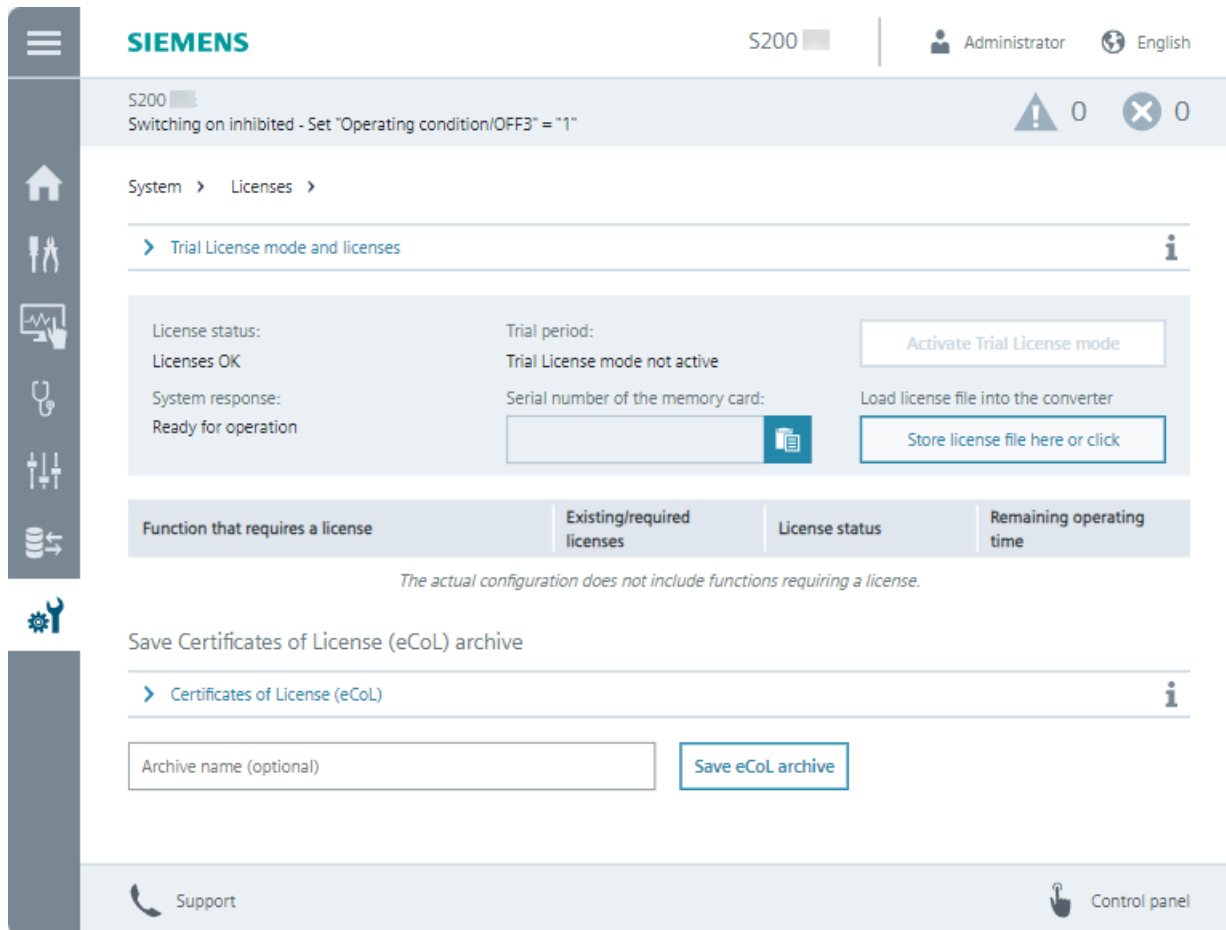 SIEMENS
S200
Administrator
English
S200 :
Switching on inhibited - Set "Operating condition/OFF3" = "1"
0
0
System > Licenses >
Trial License mode and licenses
License status:
Licenses OK
Trial period:
Trial License mode not active
Activate Trial License mode
System response:
Ready for operation
Serial number of the memory card:
Load license file into the converter
Store license file here or click
Function that requires a license
Existing/required
licenses
License status
Remaining operating
time
The actual configuration does not include functions requiring a license.
Save Certificates of License (eCoL) archive
Certificates of License (eCoL)
Archive name (optional)
Save eCoL archive
Support
Control panel